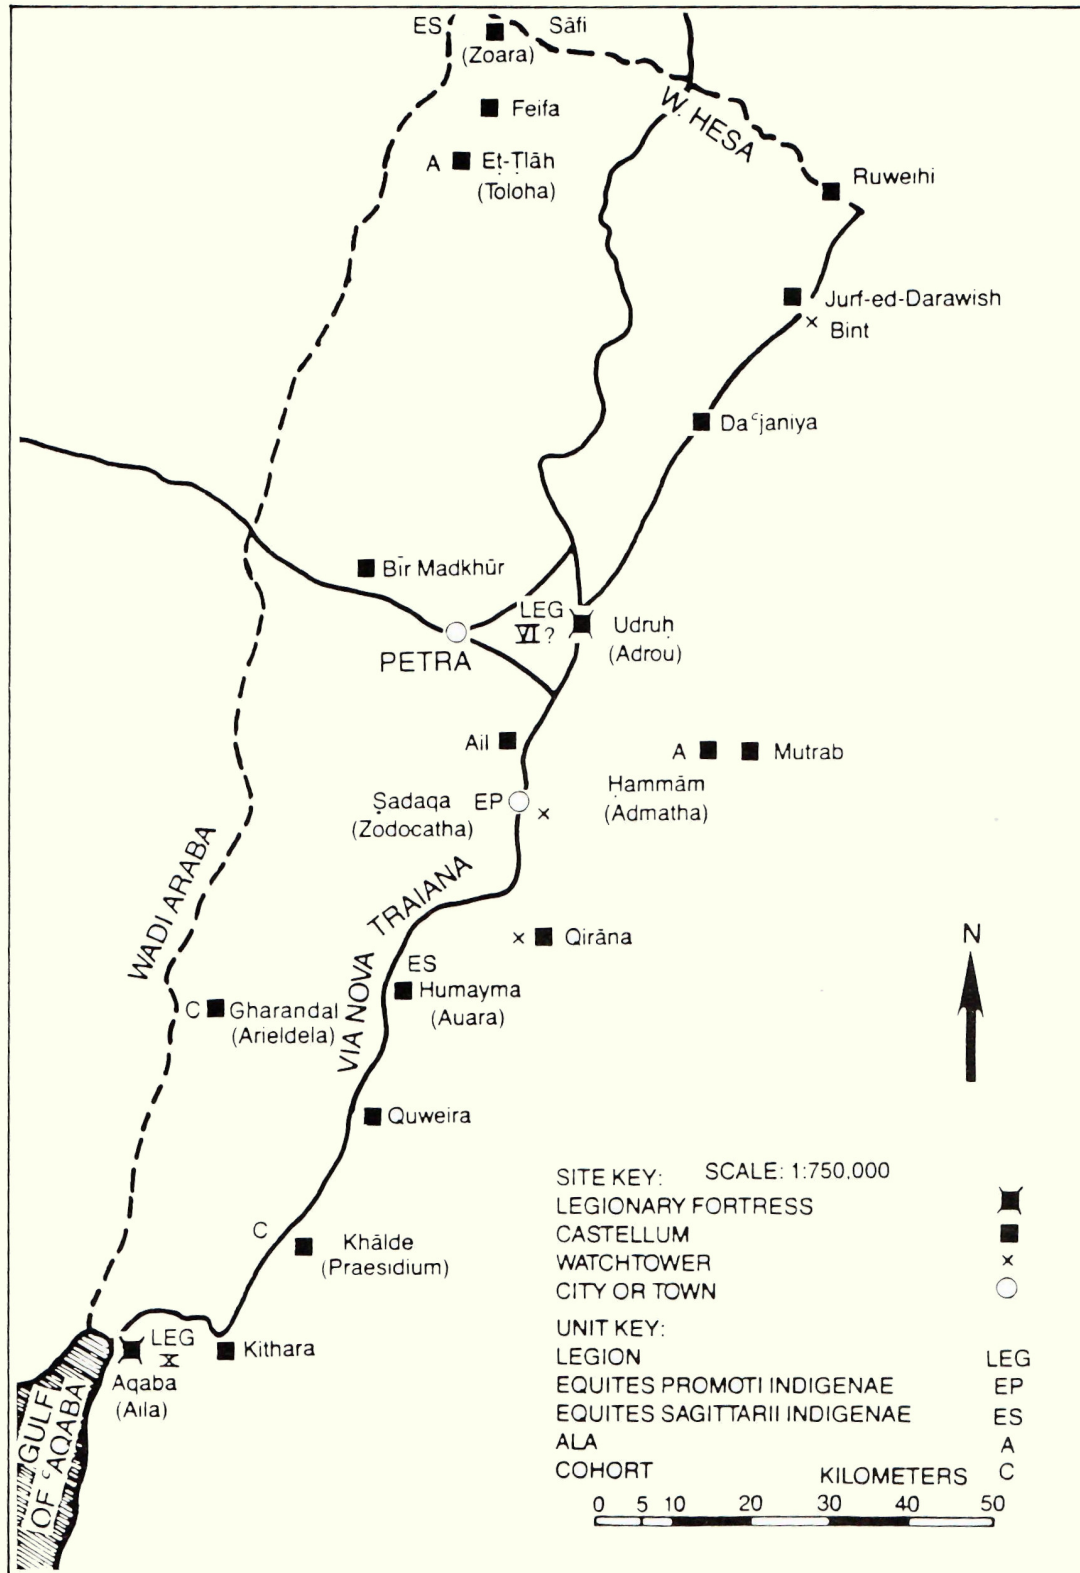 ES
Sāfi
(Zoara)
Feifa
W. HESA
A
Eṭ-Ṭlāh
(Toloha)
Ruweihi
Jurf-ed-Darawish
Bint
Daʿjaniya
Bīr Madkhūr
LEG
VI ?
Udruḥ
(Adrou)
PETRA
Ail
A
Mutrab
Ḥammām
(Admatha)
Ṣadaqa
EP
(Zodocatha)
WADI ARABA
VIA NOVA TRAIANA
Qirāna
ES
Humayma
(Auara)
C
Gharandal
(Arieldela)
N
Quweira
C
Khālde
(Praesidium)
LEG
X
Kithara
Aqaba
(Aila)
GULF
OF ʿAQABA
SITE KEY: SCALE: 1:750,000
LEGIONARY FORTRESS
CASTELLUM
WATCHTOWER
CITY OR TOWN
UNIT KEY:
LEGION LEG
EQUITES PROMOTI INDIGENAE EP
EQUITES SAGITTARII INDIGENAE ES
ALA A
COHORT C
KILOMETERS
0 5 10 20 30 40 50